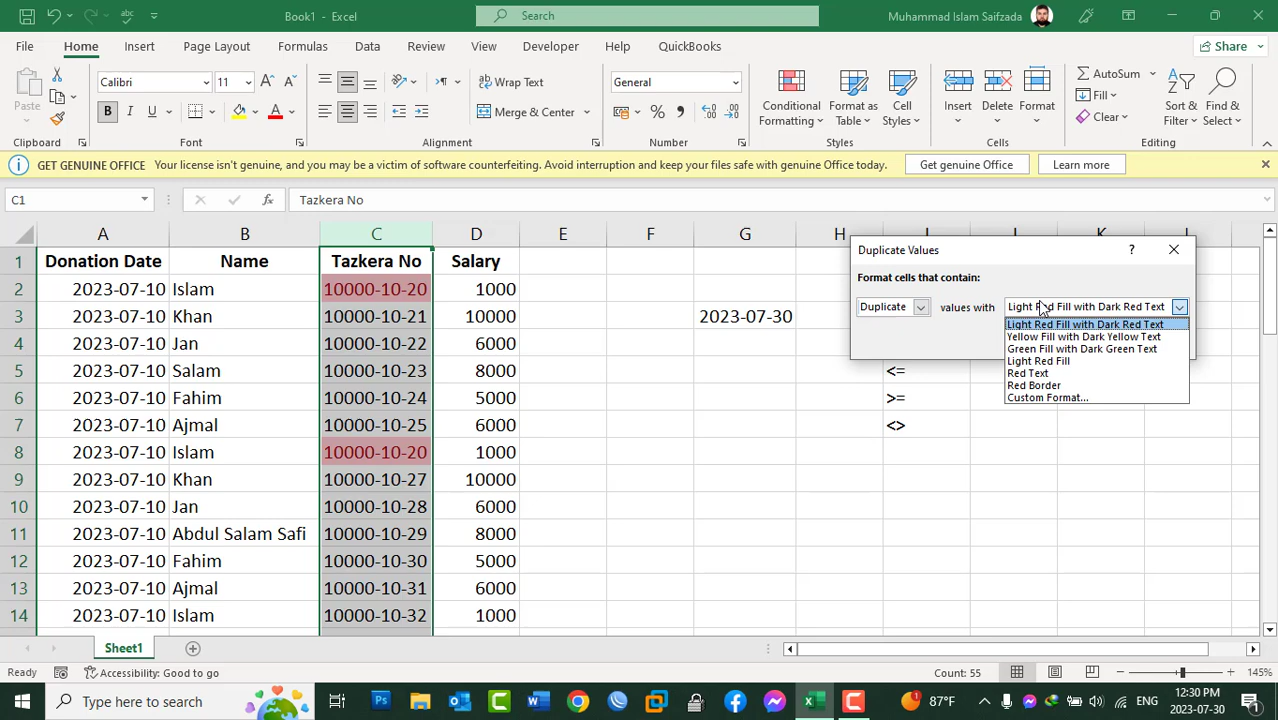 Book1 - Excel
Search
Muhammad Islam Saifzada
File Home Insert Page Layout Formulas Data Review View Developer Help QuickBooks Share
Paste
Calibri 11
Wrap Text
General
Conditional Formatting
Format as Table
Cell Styles
Insert Delete Format
AutoSum
Sort & Filter
Find & Select
B I U
Merge & Center
Fill
Clear
Clipboard Font Alignment Number Styles Cells Editing
GET GENUINE OFFICE Your license isn't genuine, and you may be a victim of software counterfeiting. Avoid interruption and keep your files safe with genuine Office today. Get genuine Office Learn more
C1 fx Tazkera No
A B C D E F G H
1 Donation Date Name Tazkera No Salary
2 2023-07-10 Islam 10000-10-20 1000
3 2023-07-10 Khan 10000-10-21 10000 2023-07-30
4 2023-07-10 Jan 10000-10-22 6000
5 2023-07-10 Salam 10000-10-23 8000 <=
6 2023-07-10 Fahim 10000-10-24 5000 >=
7 2023-07-10 Ajmal 10000-10-25 6000 <>
8 2023-07-10 Islam 10000-10-20 1000
9 2023-07-10 Khan 10000-10-27 10000
10 2023-07-10 Jan 10000-10-28 6000
11 2023-07-10 Abdul Salam Safi 10000-10-29 8000
12 2023-07-10 Fahim 10000-10-30 5000
13 2023-07-10 Ajmal 10000-10-31 6000
14 2023-07-10 Islam 10000-10-32 1000
Duplicate Values ?
Format cells that contain:
Duplicate values with Light Red Fill with Dark Red Text
Light Red Fill with Dark Red Text
Yellow Fill with Dark Yellow Text
Green Fill with Dark Green Text
Light Red Fill
Red Text
Red Border
Custom Format...
Sheet1
Ready Accessibility: Good to go Count: 55 145%
Type here to search
87°F
ENG
12:30 PM
2023-07-30